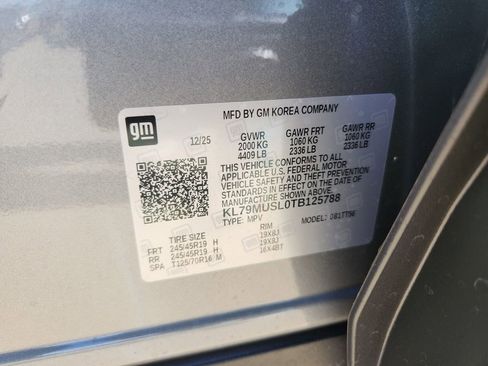 gm
MFD BY GM KOREA COMPANY
12/25
GVWR GAWR FRT GAWR RR
2000 KG 1060 KG 1060 KG
4409 LB 2336 LB 2336 LB
THIS VEHICLE CONFORMS TO ALL
APPLICABLE U.S. FEDERAL MOTOR
VEHICLE SAFETY, BUMPER, AND
THEFT PREVENTION STANDARDS IN
EFFECT ON THE DATE OF
MANUFACTURE SHOWN ABOVE.
KL79MUSL0TB125788
TYPE: MPV MODEL:
TIRE SIZE RIM
FRT 245/45R19 H 19X8J
RR 245/45R19 H 19X8J
SPA T125/70R16 M 16X4BT